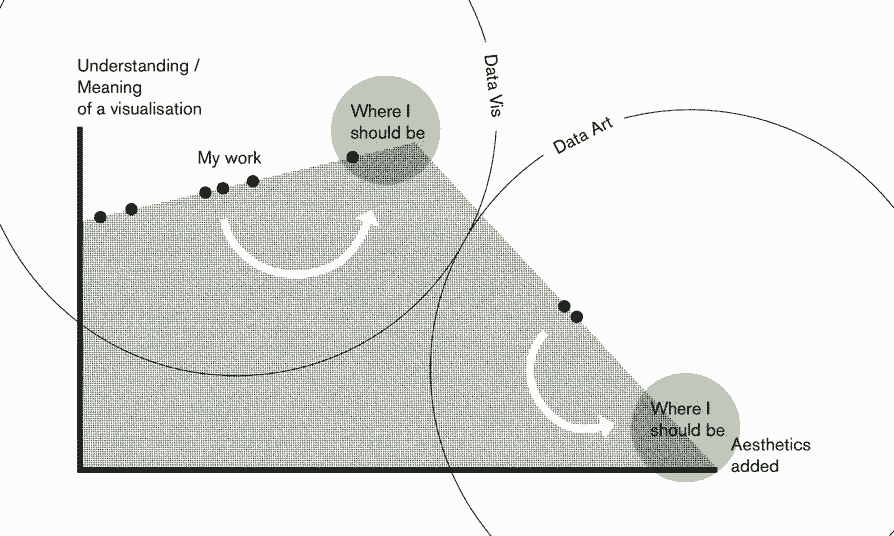 Understanding /
Meaning
of a visualisation
Where I
should be
Data Vis
Data Art
My work
Where I
should be
Aesthetics
added